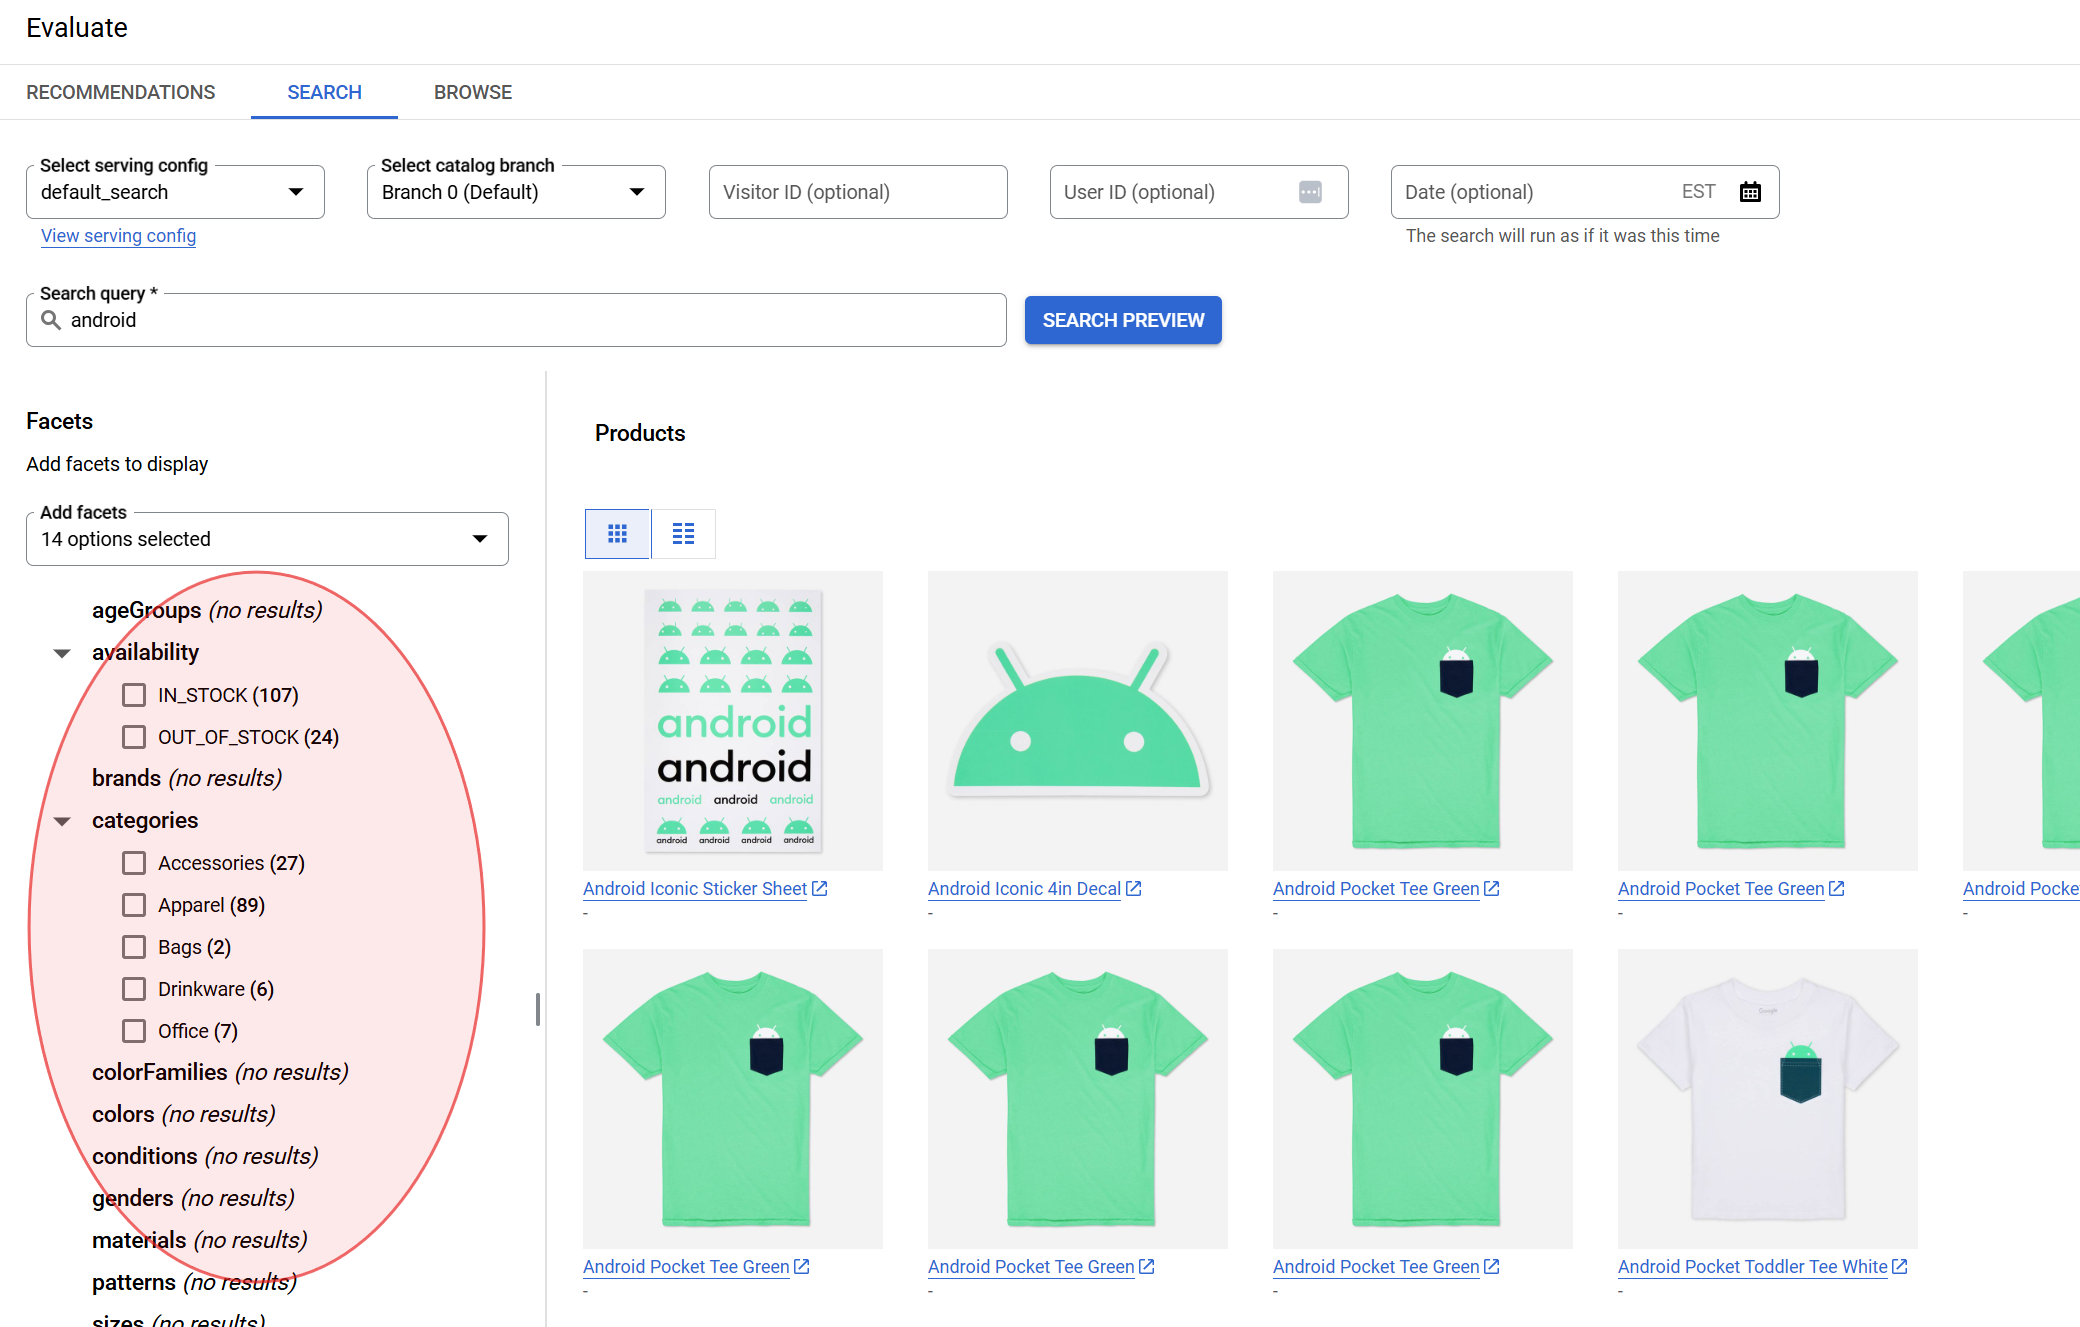 Evaluate
RECOMMENDATIONS SEARCH BROWSE
Select serving config
default_search
View serving config
Select catalog branch
Branch 0 (Default)
Visitor ID (optional)
User ID (optional)
Date (optional) EST
The search will run as if it was this time
Search query *
android
SEARCH PREVIEW
Facets
Add facets to display
Add facets
14 options selected
ageGroups (no results)
availability
IN_STOCK (107)
OUT_OF_STOCK (24)
brands (no results)
categories
Accessories (27)
Apparel (89)
Bags (2)
Drinkware (6)
Office (7)
colorFamilies (no results)
colors (no results)
conditions (no results)
genders (no results)
materials (no results)
patterns (no results)
sizes (no results)
Products
android
android
android android android
android android android android
Android Iconic Sticker Sheet
-
Android Iconic 4in Decal
-
Android Pocket Tee Green
-
Android Pocket Tee Green
-
Android Pocke
-
Android Pocket Tee Green
-
Android Pocket Tee Green
-
Android Pocket Tee Green
-
Google
Android Pocket Toddler Tee White
-